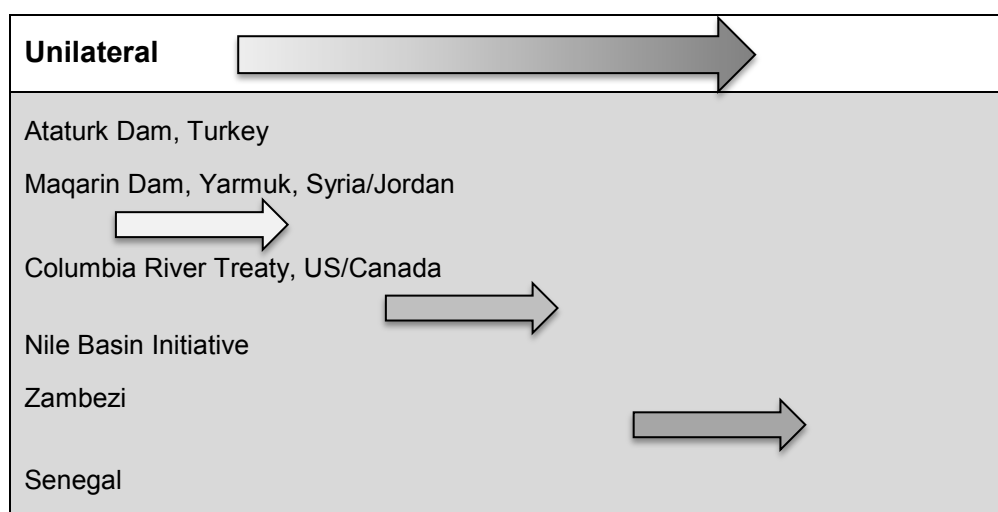 Unilateral
Ataturk Dam, Turkey
Maqarin Dam, Yarmuk, Syria/Jordan
Columbia River Treaty, US/Canada
Nile Basin Initiative
Zambezi
Senegal